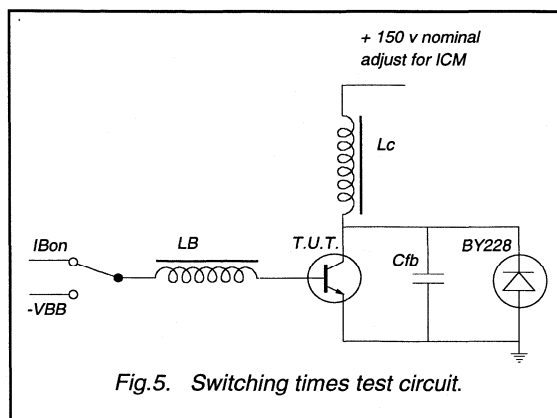 + 150 v nominal
adjust for ICM
Lc
IBon
LB
T.U.T.
Cfb
BY228
-VBB
Fig.5. Switching times test circuit.